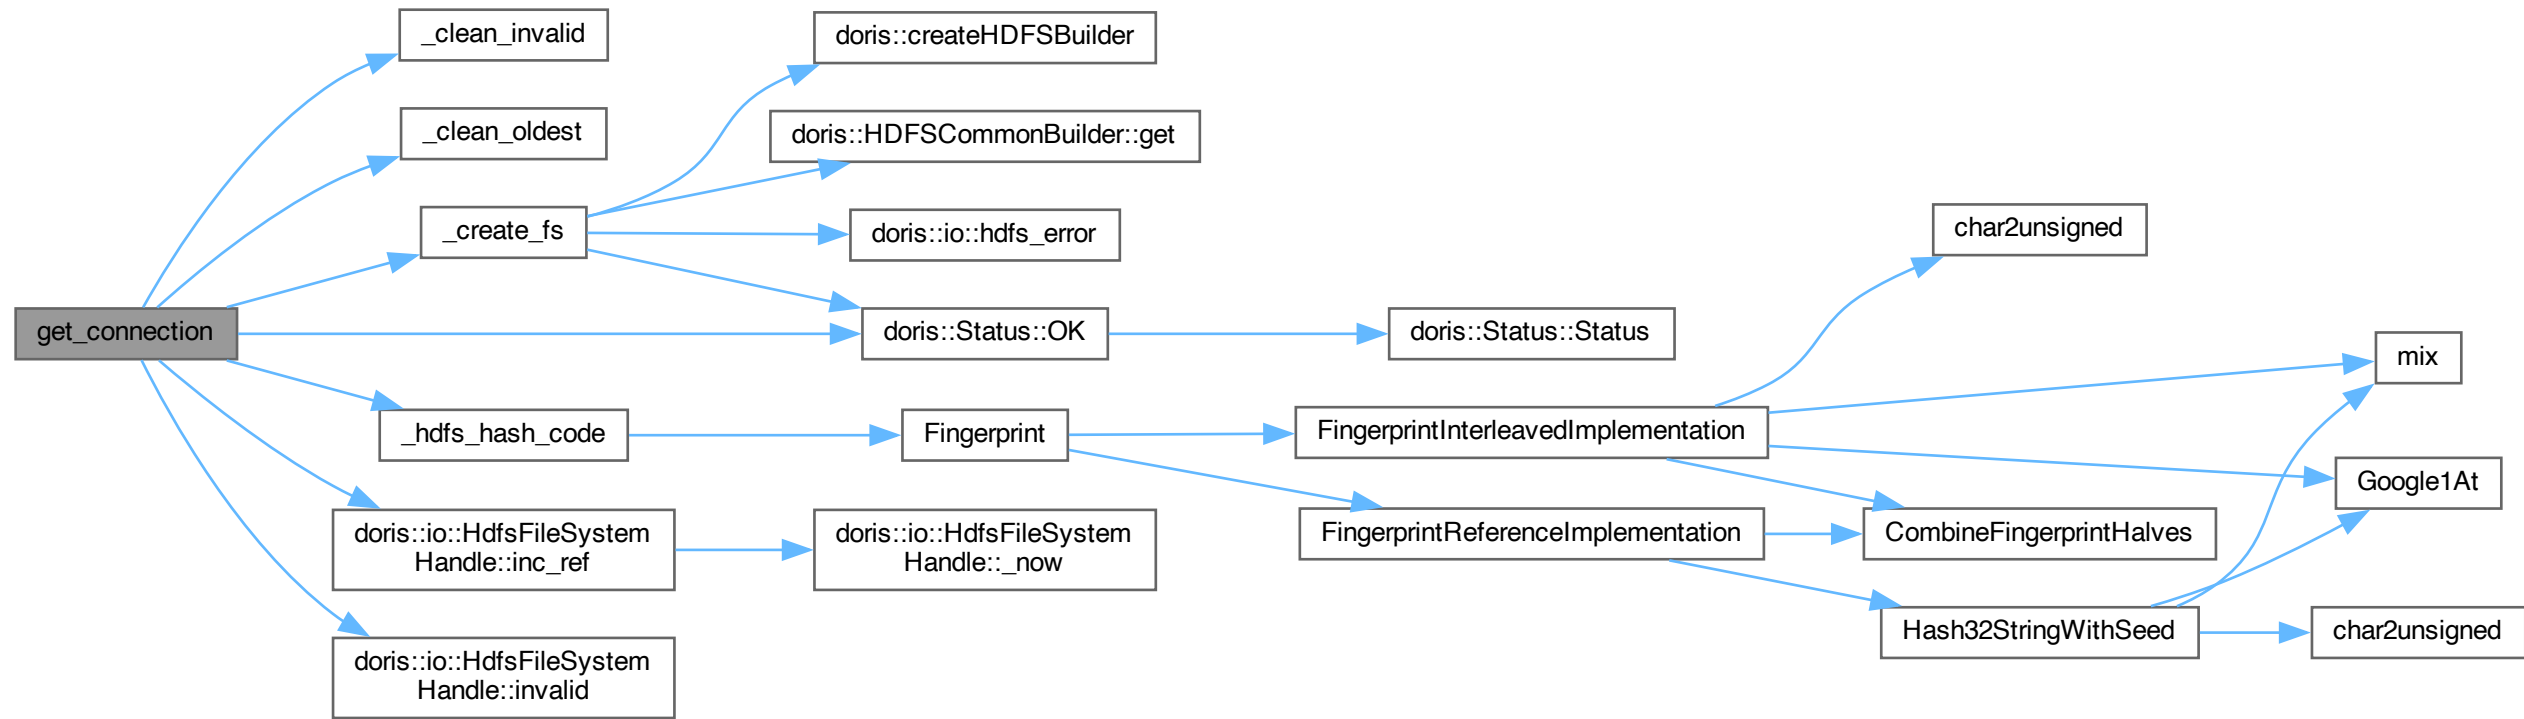 get_connection
_clean_invalid
_clean_oldest
_create_fs
_hdfs_hash_code
doris::io::HdfsFileSystem
Handle::inc_ref
doris::io::HdfsFileSystem
Handle::invalid
doris::createHDFSBuilder
doris::HDFSCommonBuilder::get
doris::io::hdfs_error
doris::Status::OK
Fingerprint
doris::io::HdfsFileSystem
Handle::_now
doris::Status::Status
FingerprintInterleavedImplementation
FingerprintReferenceImplementation
char2unsigned
CombineFingerprintHalves
Hash32StringWithSeed
mix
Google1At
char2unsigned